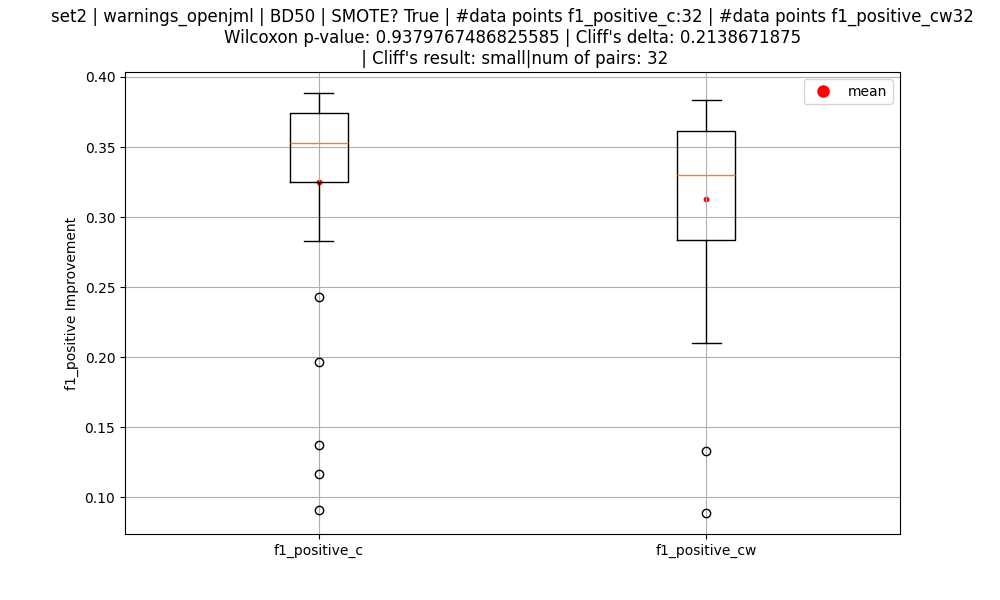 set2 | warnings_openjml | BD50 | SMOTE? True | #data points f1_positive_c:32 | #data points f1_positive_cw32
Wilcoxon p-value: 0.9379767486825585 | Cliff's delta: 0.2138671875
| Cliff's result: small|num of pairs: 32
mean
0.40
0.35
0.30
0.25
0.20
0.15
0.10
f1_positive Improvement
f1_positive_c
f1_positive_cw